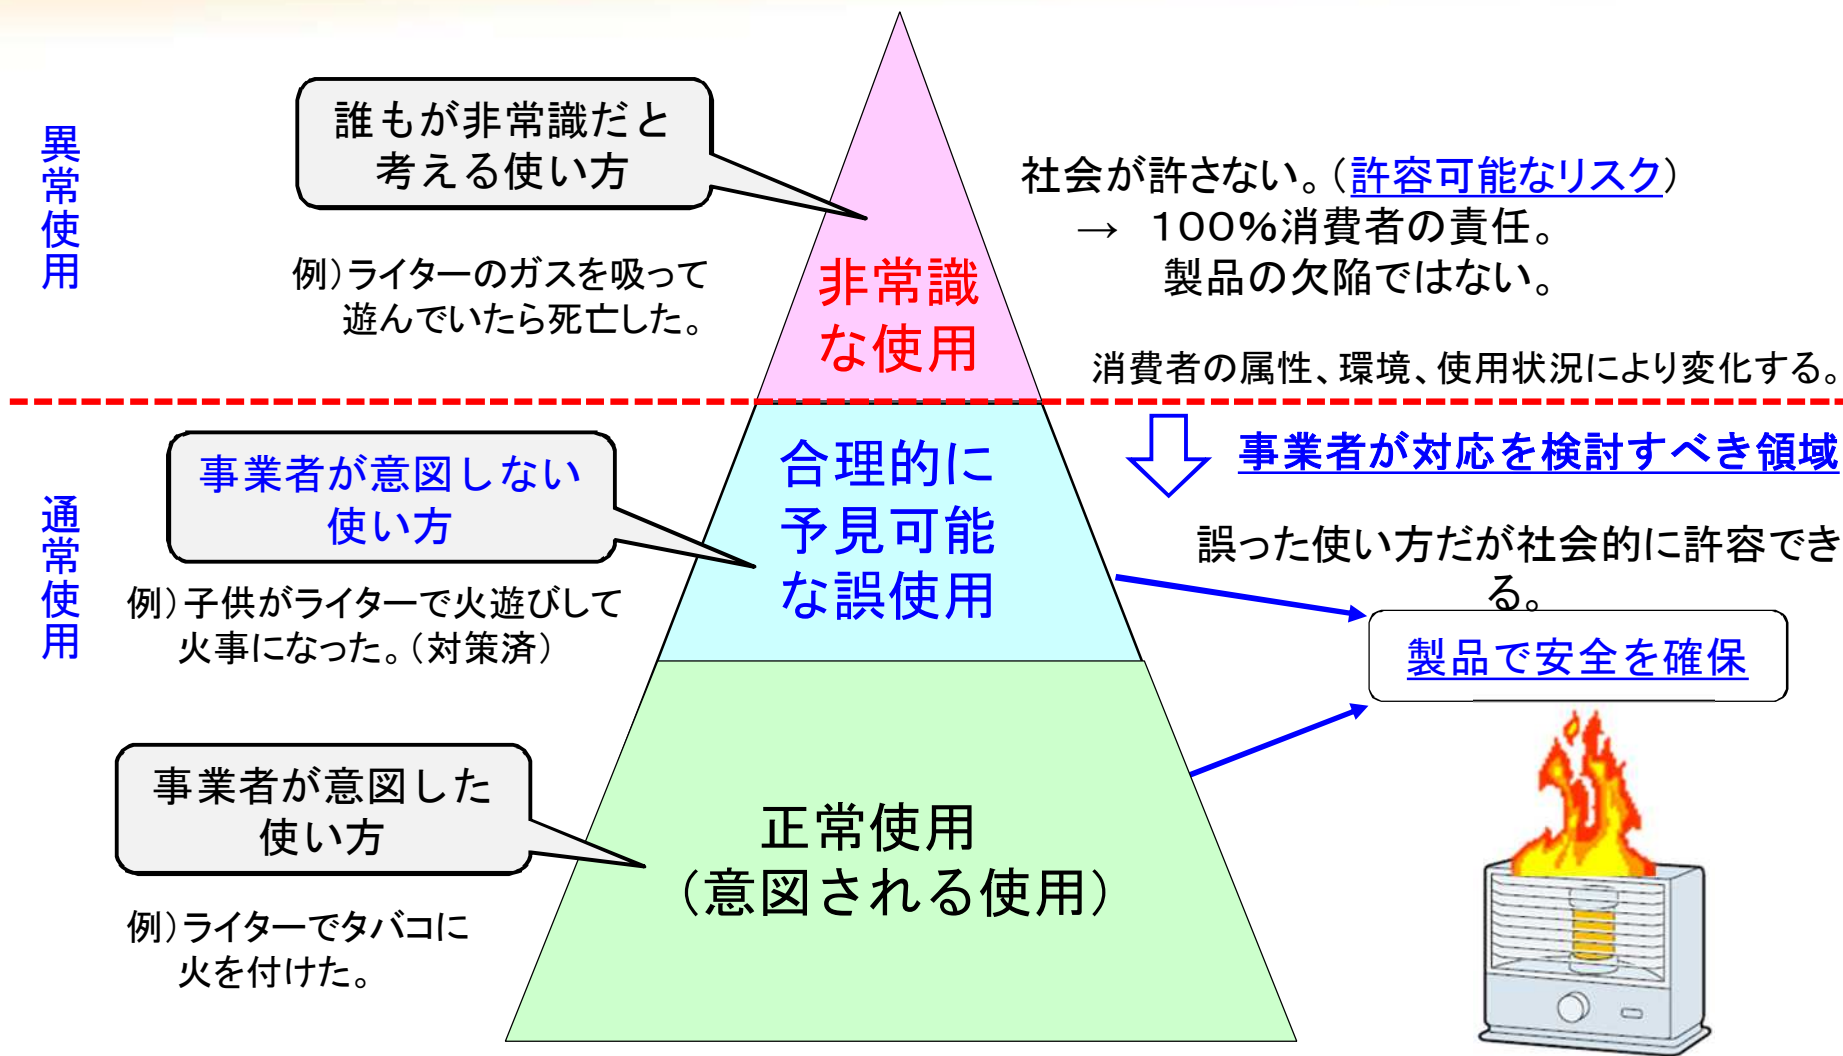 異常使用
誰もが非常識だと
考える使い方
例）ライターのガスを吸って
遊んでいたら死亡した。
非常識
な使用
社会が許さない。（許容可能なリスク）
→　１００％消費者の責任。
製品の欠陥ではない。
消費者の属性、環境、使用状況により変化する。
通常使用
事業者が意図しない
使い方
例）子供がライターで火遊びして
火事になった。（対策済）
合理的に
予見可能
な誤使用
事業者が対応を検討すべき領域
誤った使い方だが社会的に許容でき
る。
製品で安全を確保
事業者が意図した
使い方
例）ライターでタバコに
火を付けた。
正常使用
（意図される使用）